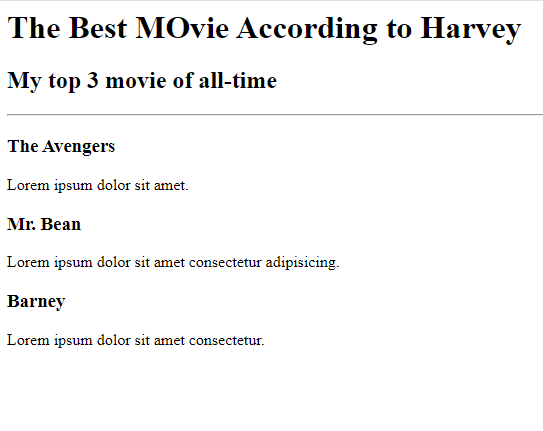 The Best MOvie According to Harvey
My top 3 movie of all-time
The Avengers
Lorem ipsum dolor sit amet.
Mr. Bean
Lorem ipsum dolor sit amet consectetur adipisicing.
Barney
Lorem ipsum dolor sit amet consectetur.